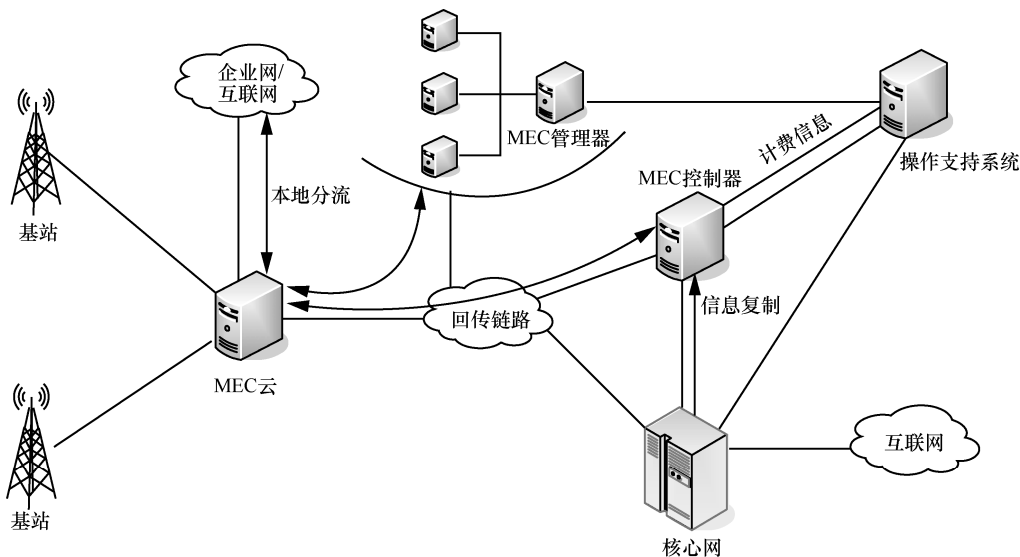 企业网/
互联网
MEC管理器
计费信息
操作支持系统
MEC控制器
本地分流
基站
信息复制
回传链路
MEC云
互联网
基站
核心网